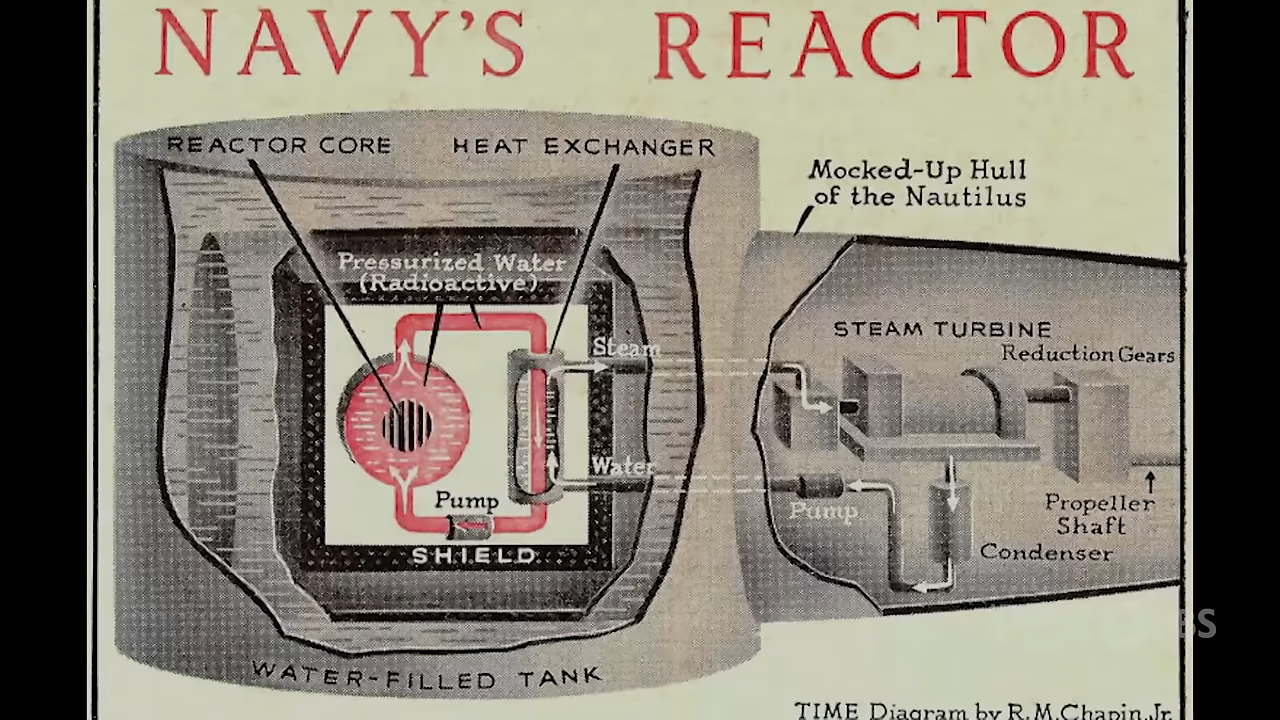 NAVY'S REACTOR
REACTOR CORE
HEAT EXCHANGER
Mocked-Up Hull
of the Nautilus
Pressurized Water
(Radioactive)
STEAM TURBINE
Steam
Reduction Gears
Water
Pump
Pump
Propeller
Shaft
SHIELD
Condenser
WATER-FILLED TANK
TIME Diagram by R.M.Chapin,Jr.